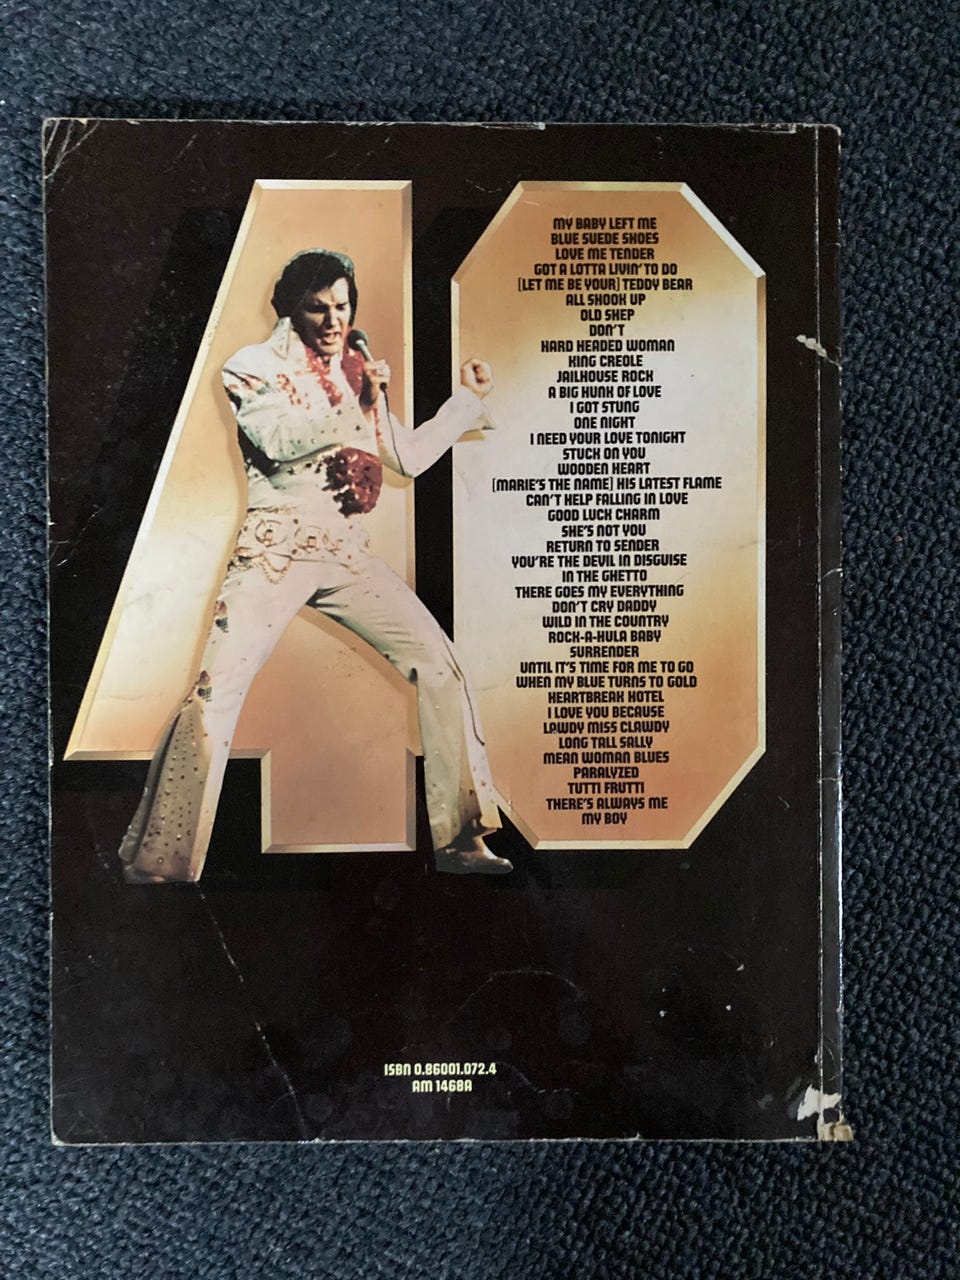 40
MY BABY LEFT ME
BLUE SUEDE SHOES
LOVE ME TENDER
GOT A LOTTA LIVIN' TO DO
[LET ME BE YOUR] TEDDY BEAR
ALL SHOOK UP
OLD SHEP
DON'T
HARD HEADED WOMAN
KING CREOLE
JAILHOUSE ROCK
A BIG HUNK OF LOVE
I GOT STUNG
ONE NIGHT
I NEED YOUR LOVE TONIGHT
STUCK ON YOU
WOODEN HEART
[MARIE'S THE NAME] HIS LATEST FLAME
CAN'T HELP FALLING IN LOVE
GOOD LUCK CHARM
SHE'S NOT YOU
RETURN TO SENDER
YOU'RE THE DEVIL IN DISGUISE
IN THE GHETTO
THERE GOES MY EVERYTHING
DON'T CRY DADDY
WILD IN THE COUNTRY
ROCK-A-HULA BABY
SURRENDER
UNTIL IT'S TIME FOR ME TO GO
WHEN MY BLUE TURNS TO GOLD
HEARTBREAK HOTEL
I LOVE YOU BECAUSE
LAWDY MISS CLAWDY
LONG TALL SALLY
MEAN WOMAN BLUES
PARALYZED
TUTTI FRUTTI
THERE'S ALWAYS ME
MY BOY
ISBN 0.86001.072.4
AM 1468A